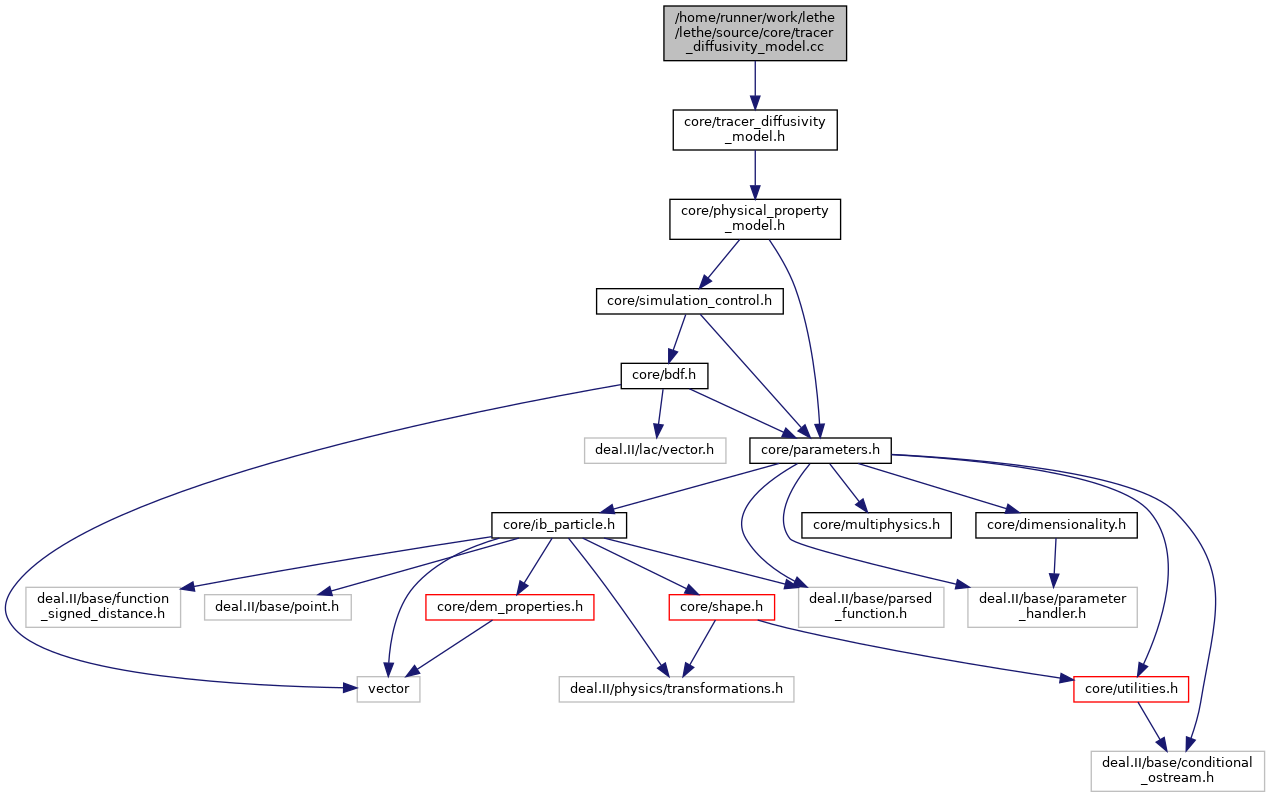 /home/runner/work/lethe
/lethe/source/core/tracer
_diffusivity_model.cc
core/tracer_diffusivity
_model.h
core/physical_property
_model.h
core/simulation_control.h
core/bdf.h
deal.II/lac/vector.h
core/parameters.h
core/ib_particle.h
core/multiphysics.h
core/dimensionality.h
deal.II/base/function
_signed_distance.h
deal.II/base/point.h
core/dem_properties.h
core/shape.h
deal.II/base/parsed
_function.h
deal.II/base/parameter
_handler.h
vector
deal.II/physics/transformations.h
core/utilities.h
deal.II/base/conditional
_ostream.h